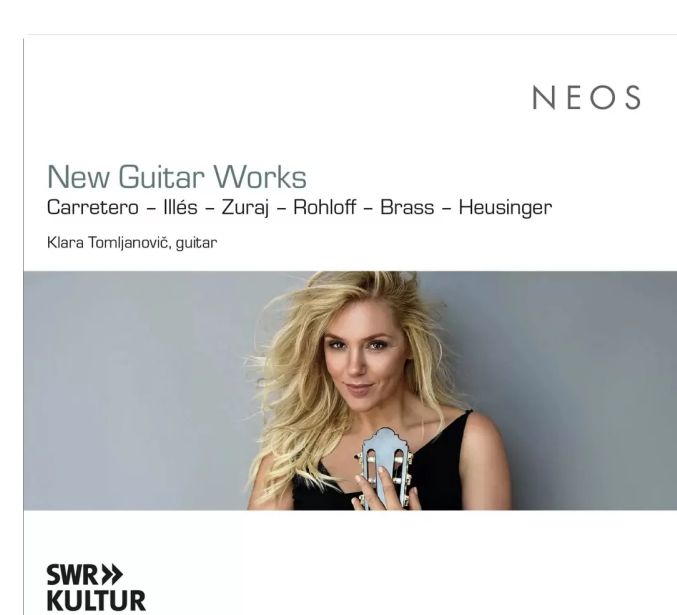 NEOS
New Guitar Works
Carretero – Illés – Zuraj – Rohloff – Brass – Heusinger
Klara Tomljanovič, guitar
SWR»
KULTUR